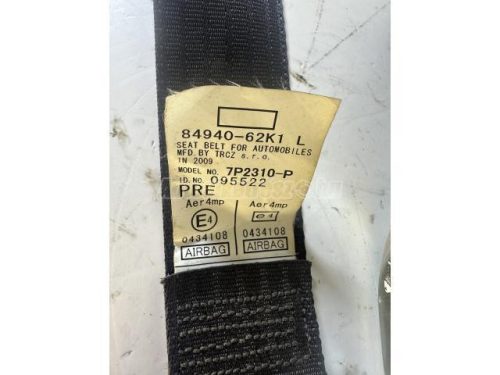 84940-62K1 L
SEAT BELT FOR AUTOMOBILES
MFD BY TRCZ s.r.o.
IN 2009
MODEL NO. 7P2310-P
ID.NO. 095522
PRE
Aer4mp Aer4mp
E4 e4
0434108 0434108
AIRBAG AIRBAG